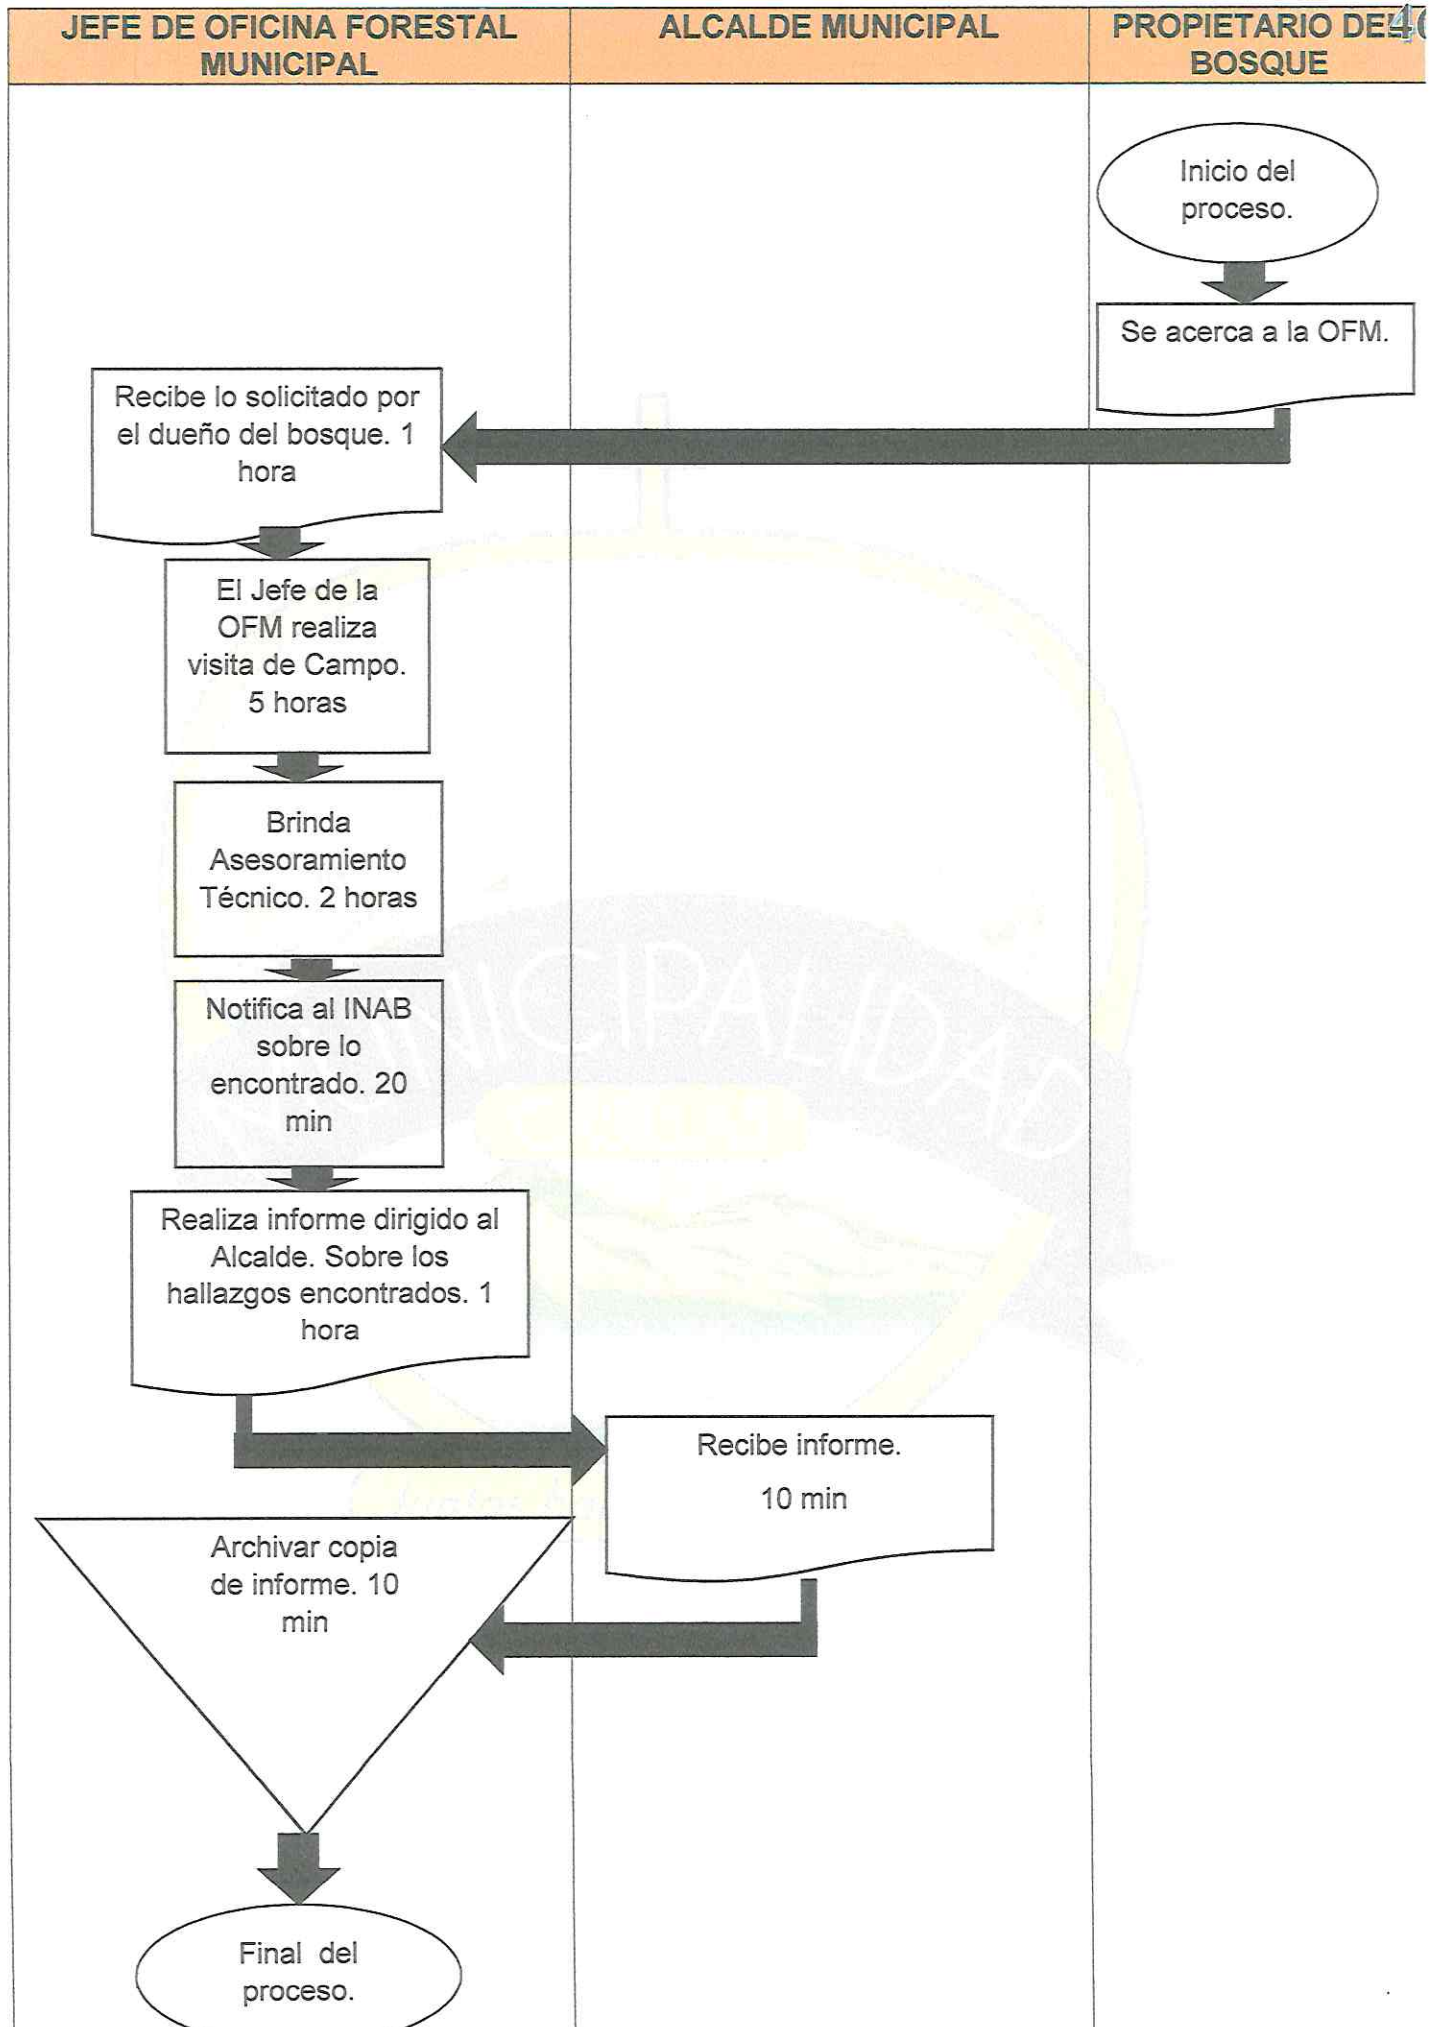 JEFE DE OFICINA FORESTAL
MUNICIPAL
ALCALDE MUNICIPAL
PROPIETARIO DEL
BOSQUE
Inicio del
proceso.
Se acerca a la OFM.
Recibe lo solicitado por
el dueño del bosque. 1
hora
El Jefe de la
OFM realiza
visita de Campo.
5 horas
Brinda
Asesoramiento
Técnico. 2 horas
Notifica al INAB
sobre lo
encontrado. 20
min
MUNICIPALIDAD
Realiza informe dirigido al
Alcalde. Sobre los
hallazgos encontrados. 1
hora
Recibe informe.
10 min
Juntos
Archivar copia
de informe. 10
min
Final del
proceso.